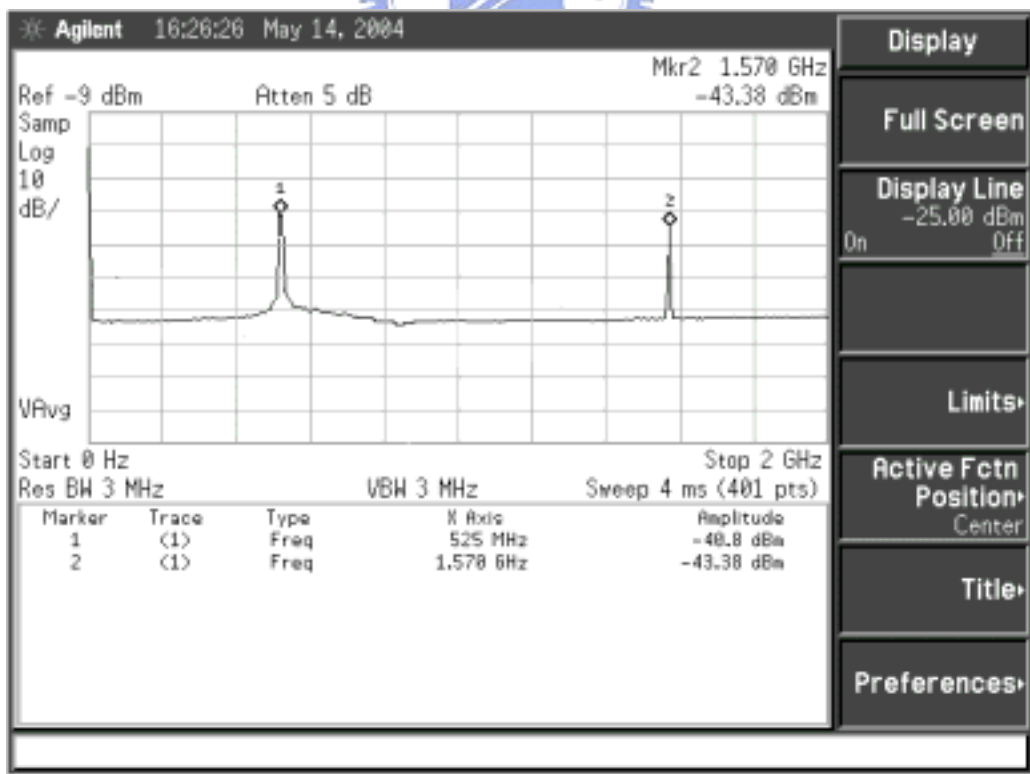 Agilent 16:26:26 May 14, 2004
Mkr2 1.570 GHz
Ref -9 dBm Atten 5 dB -43.38 dBm
Samp
Log
10
dB/
1
2
VAvg
Start 0 Hz Stop 2 GHz
Res BW 3 MHz VBW 3 MHz Sweep 4 ms (401 pts)
Marker Trace Type X Axis Amplitude
1 (1) Freq 525 MHz -40.8 dBm
2 (1) Freq 1.570 GHz -43.38 dBm
Display
Full Screen
Display Line
-25.00 dBm
On Off
Limits
Active Fctn
Position
Center
Title
Preferences